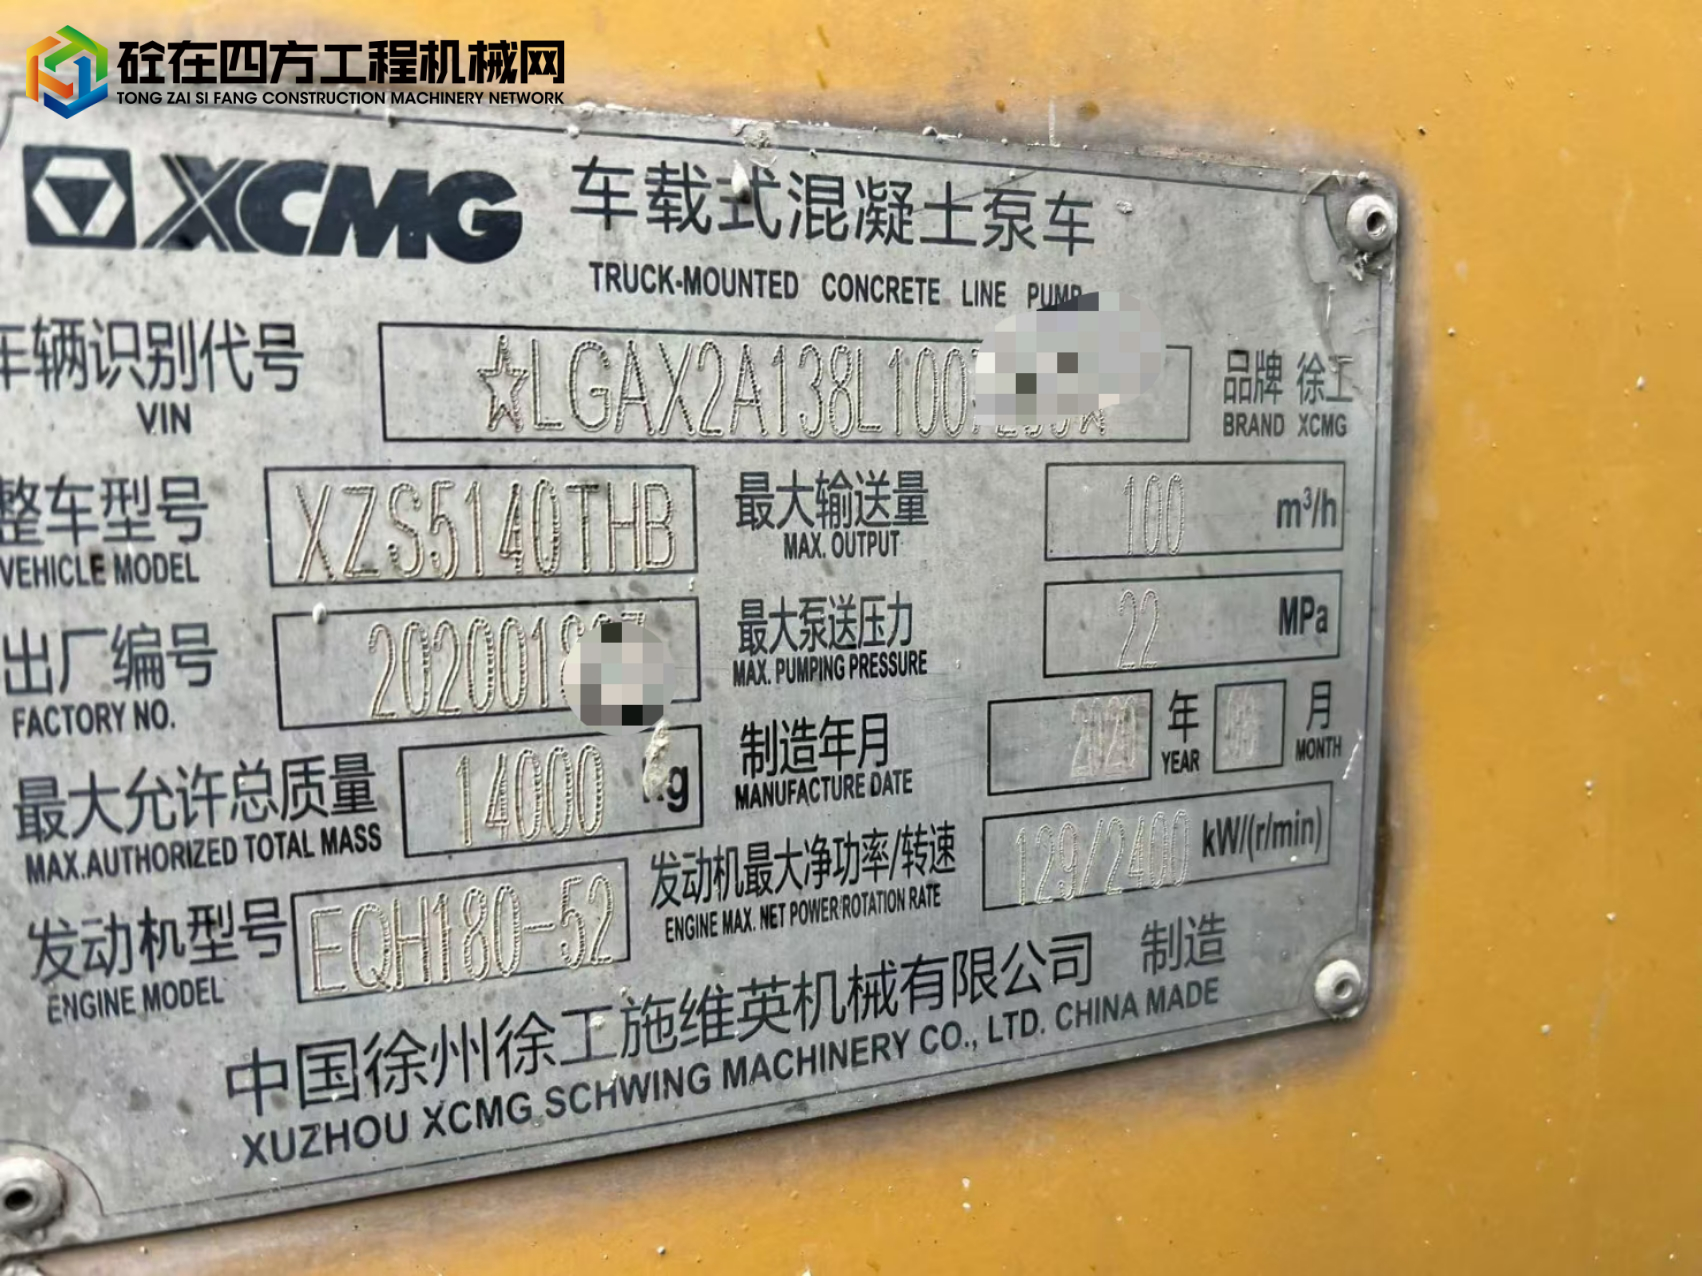 砼在四方工程机械网
TONG ZAI SI FANG CONSTRUCTION MACHINERY NETWORK
XCMG 车载式混凝土泵车
TRUCK-MOUNTED CONCRETE LINE PUMP
车辆识别代号 ☆LGAX2A138L100 品牌 徐工
VIN BRAND XCMG
整车型号 XZS5140THB 最大输送量 100 m³/h
VEHICLE MODEL MAX. OUTPUT
出厂编号 2020018 最大泵送压力 22 MPa
FACTORY NO. MAX. PUMPING PRESSURE
最大允许总质量 14000 kg 制造年月 2020 年 月
MAX.AUTHORIZED TOTAL MASS MANUFACTURE DATE YEAR MONTH
发动机型号 EQH180-52 发动机最大净功率/转速 129/2400 kW/(r/min)
ENGINE MODEL ENGINE MAX. NET POWER/ROTATION RATE
中国徐州徐工施维英机械有限公司 制造
XUZHOU XCMG SCHWING MACHINERY CO., LTD. CHINA MADE